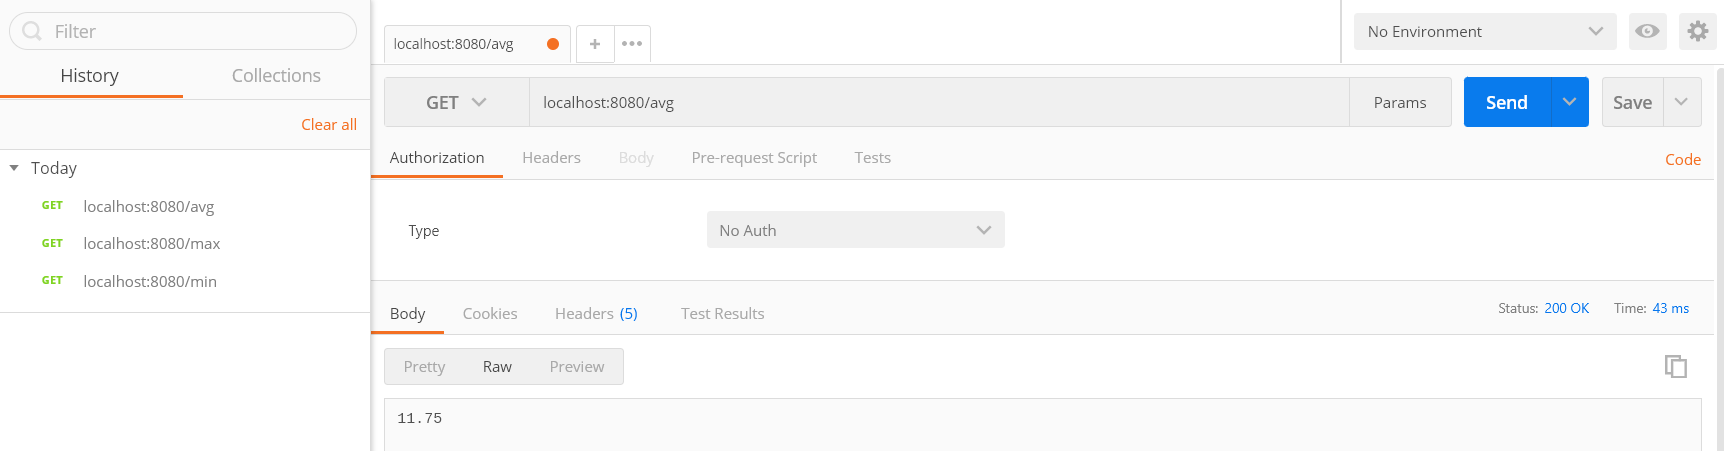 Filter
History Collections
Clear all
Today
GET localhost:8080/avg
GET localhost:8080/max
GET localhost:8080/min
localhost:8080/avg
No Environment
GET localhost:8080/avg Params Send Save
Authorization Headers Body Pre-request Script Tests Code
Type No Auth
Body Cookies Headers (5) Test Results Status: 200 OK Time: 43 ms
Pretty Raw Preview
11.75